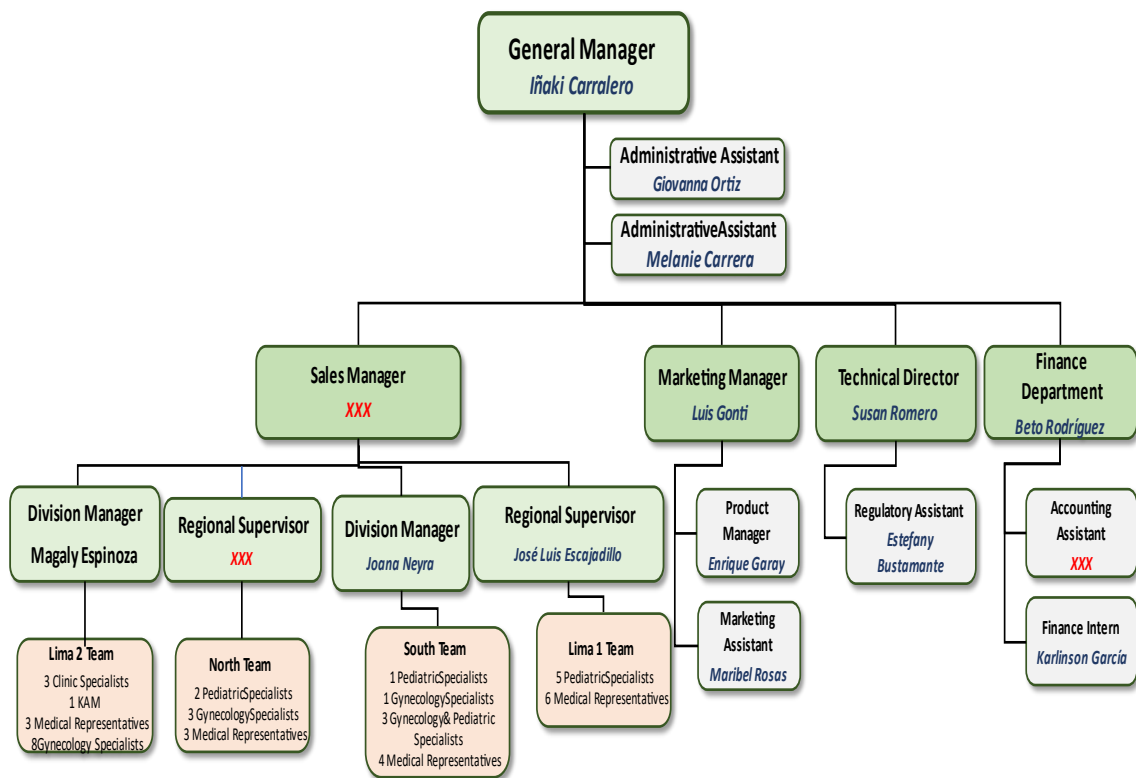 General Manager
Iñaki Carralero
Administrative Assistant
Giovanna Ortiz
AdministrativeAssistant
Melanie Carrera
Sales Manager
XXX
Marketing Manager
Luis Gonti
Technical Director
Susan Romero
Finance
Department
Beto Rodríguez
Division Manager
Magaly Espinoza
Regional Supervisor
XXX
Division Manager
Joana Neyra
Regional Supervisor
José Luis Escajadillo
Product
Manager
Enrique Garay
Regulatory Assistant
Estefany
Bustamante
Accounting
Assistant
XXX
Marketing
Assistant
Maribel Rosas
Finance Intern
Karlinson García
Lima 2 Team
3 Clinic Specialists
1 KAM
3 Medical Representatives
8Gynecology Specialists
North Team
2 PediatricSpecialists
3 GynecologySpecialists
3 Medical Representatives
South Team
1 PediatricSpecialists
1 GynecologySpecialists
3 Gynecology& Pediatric
Specialists
4 Medical Representatives
Lima 1 Team
5 PediatricSpecialists
6 Medical Representatives